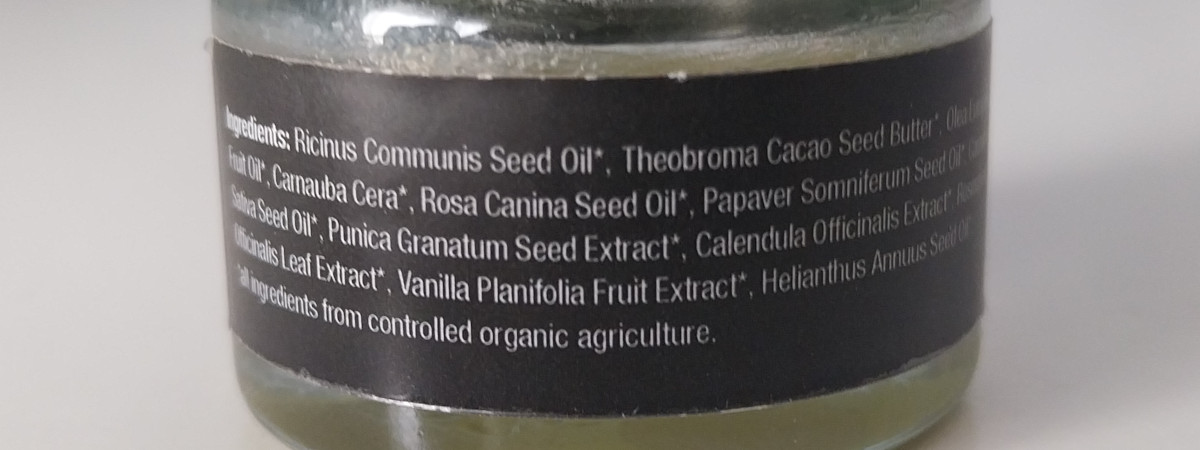 Ingredients: Ricinus Communis Seed Oil*, Theobroma Cacao Seed Butter*, Olea
Fruit Oil*, Carnauba Cera*, Rosa Canina Seed Oil*, Papaver Somniferum Seed Oil*,
Sativa Seed Oil*, Punica Granatum Seed Extract*, Calendula Officinalis Extract*,
Officinalis Leaf Extract*, Vanilla Planifolia Fruit Extract*, Helianthus Annuus Seed Oil*
*all ingredients from controlled organic agriculture.